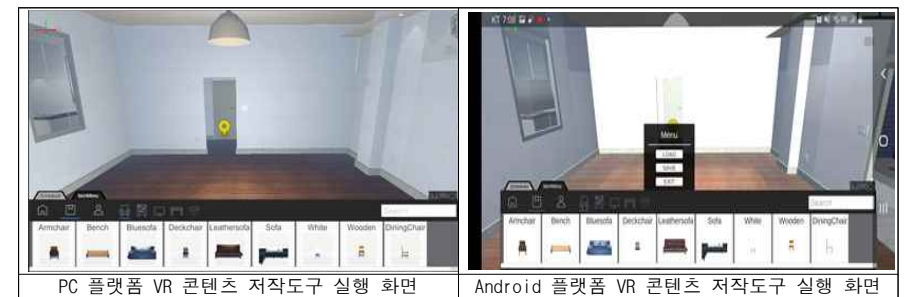 KT 7:08
Menu
LOAD
SAVE
EXIT
Search
Search
Armchair Bench Bluesofa Deckchair Leathersofa Sofa White Wooden DiningChair
Armchair Bench Bluesofa Deckchair Leathersofa Sofa White Wooden DiningChair
PC 플랫폼 VR 콘텐츠 저작도구 실행 화면
Android 플랫폼 VR 콘텐츠 저작도구 실행 화면